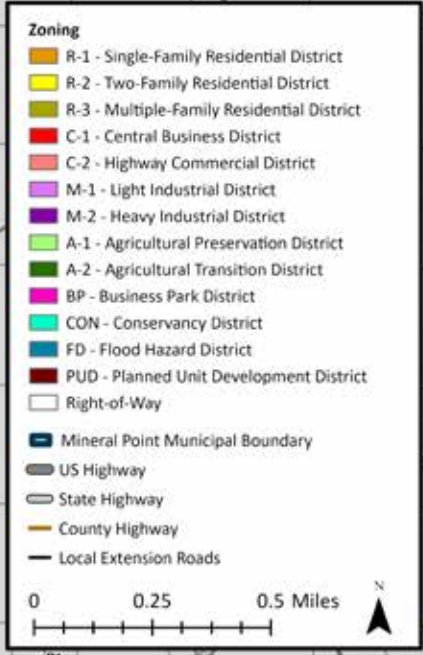 Zoning
R-1 - Single-Family Residential District
R-2 - Two-Family Residential District
R-3 - Multiple-Family Residential District
C-1 - Central Business District
C-2 - Highway Commercial District
M-1 - Light Industrial District
M-2 - Heavy Industrial District
A-1 - Agricultural Preservation District
A-2 - Agricultural Transition District
BP - Business Park District
CON - Conservancy District
FD - Flood Hazard District
PUD - Planned Unit Development District
Right-of-Way
Mineral Point Municipal Boundary
US Highway
State Highway
County Highway
Local Extension Roads
N
0 0.25 0.5 Miles